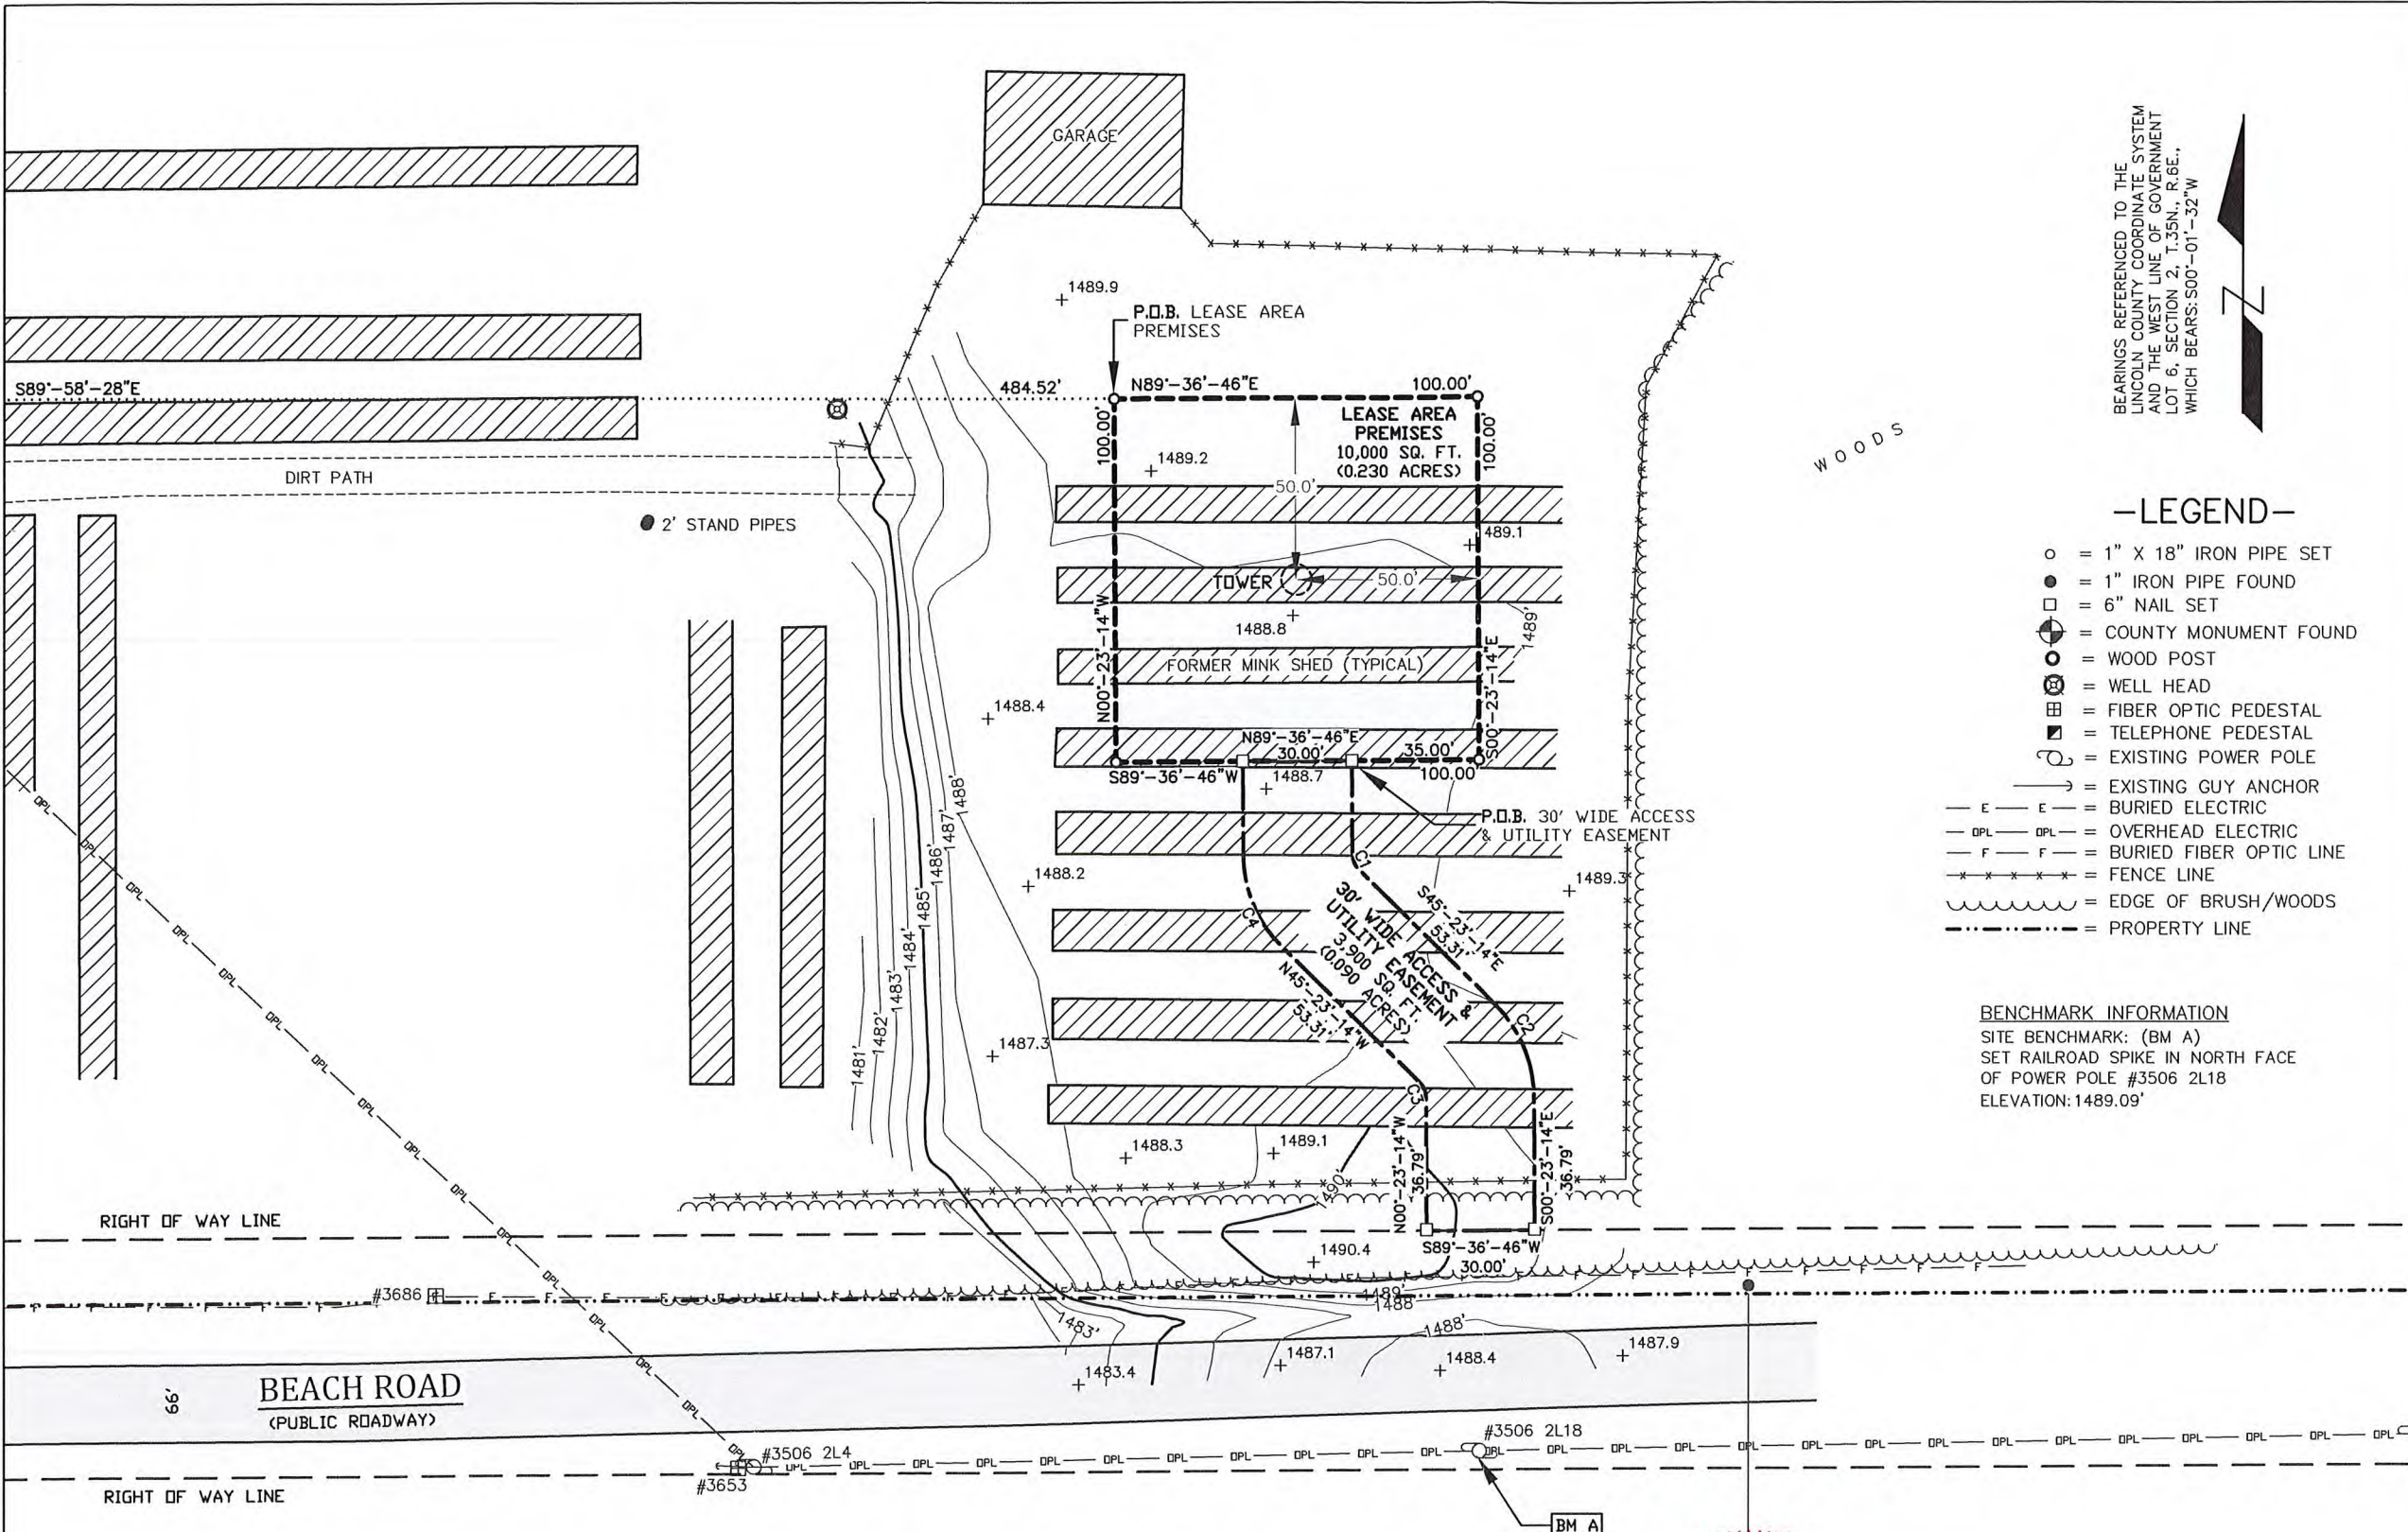 GARAGE
BEARINGS REFERENCED TO THE
LINCOLN COUNTY COORDINATE SYSTEM
AND THE WEST LINE OF GOVERNMENT
LOT 6, SECTION 2, T.35N., R.6E.,
WHICH BEARS: S00°-01'-32"W
N
1489.9
P.O.B. LEASE AREA
PREMISES
S89°-58'-28"E
484.52'
N89°-36'-46"E
100.00'
100.00'
100.00'
LEASE AREA
PREMISES
10,000 SQ. FT.
(0.230 ACRES)
1489.2
50.0'
DIRT PATH
2' STAND PIPES
489.1
TOWER
50.0'
1488.8
1489'
N00°-23'-14"W
S00°-23'-14"E
FORMER MINK SHED (TYPICAL)
1488.4
N89°-36'-46"E
30.00'
35.00'
S89°-36'-46"W
1488.7
100.00'
P.O.B. 30' WIDE ACCESS
& UTILITY EASEMENT
WOODS
-LEGEND-
= 1" X 18" IRON PIPE SET
= 1" IRON PIPE FOUND
= 6" NAIL SET
= COUNTY MONUMENT FOUND
= WOOD POST
= WELL HEAD
= FIBER OPTIC PEDESTAL
= TELEPHONE PEDESTAL
= EXISTING POWER POLE
= EXISTING GUY ANCHOR
E E = BURIED ELECTRIC
OPL OPL = OVERHEAD ELECTRIC
F F = BURIED FIBER OPTIC LINE
= FENCE LINE
= EDGE OF BRUSH/WOODS
= PROPERTY LINE
BENCHMARK INFORMATION
SITE BENCHMARK: (BM A)
SET RAILROAD SPIKE IN NORTH FACE
OF POWER POLE #3506 2L18
ELEVATION: 1489.09'
1488.2
1489.3
C1
C4
S45°-23'-14"E
53.31'
30' WIDE ACCESS &
UTILITY EASEMENT
3,900 SQ. FT.
(0.090 ACRES)
N45°-23'-14"W
53.31'
C2
C3
1481'
1482'
1483'
1484'
1485'
1486'
1487'
1488'
1487.3
1488.3
1489.1
1490'
N00°-23'-14"W
36.79'
S00°-23'-14"E
36.79'
RIGHT OF WAY LINE
1490.4
S89°-36'-46"W
30.00'
#3686
1489'
1488'
1483'
1488'
1483.4
1487.1
1488.4
1487.9
66'
BEACH ROAD
(PUBLIC ROADWAY)
#3506 2L4
#3653
#3506 2L18
RIGHT OF WAY LINE
BM A